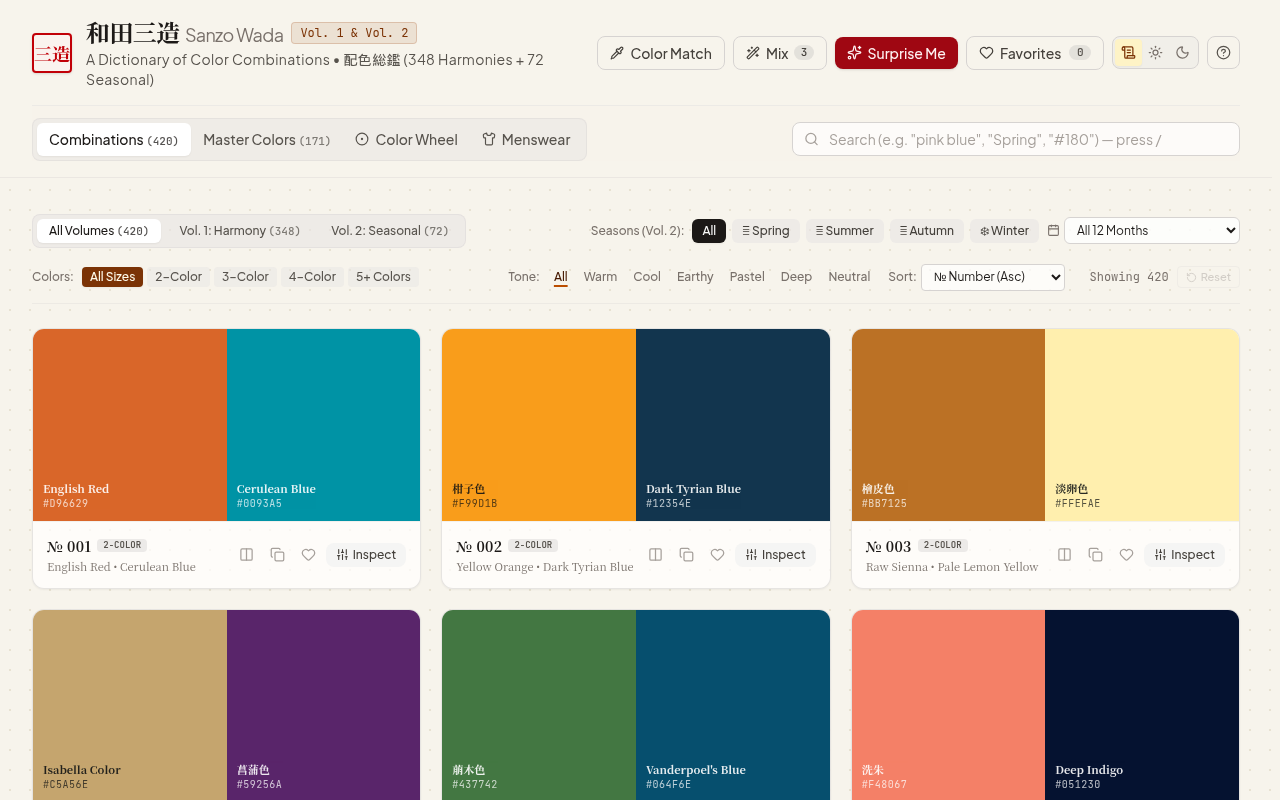 三造
和田三造 Sanzo Wada Vol. 1 & Vol. 2
A Dictionary of Color Combinations • 配色総鑑 (348 Harmonies + 72
Seasonal)
Color Match
Mix 3
Surprise Me
Favorites 0
Combinations (420)
Master Colors (171)
Color Wheel
Menswear
Search (e.g. "pink blue", "Spring", "#180") — press /
All Volumes (420)
Vol. 1: Harmony (348)
Vol. 2: Seasonal (72)
Seasons (Vol. 2):
All
Spring
Summer
Autumn
Winter
All 12 Months
Colors:
All Sizes
2-Color
3-Color
4-Color
5+ Colors
Tone:
All
Warm
Cool
Earthy
Pastel
Deep
Neutral
Sort:
№ Number (Asc)
Showing 420
Reset
English Red
#D96629
Cerulean Blue
#0093A5
№ 001 2-COLOR
English Red • Cerulean Blue
Inspect
柑子色
#F99D1B
Dark Tyrian Blue
#12354E
№ 002 2-COLOR
Yellow Orange • Dark Tyrian Blue
Inspect
檜皮色
#BB7125
淡卵色
#FFEFAE
№ 003 2-COLOR
Raw Sienna • Pale Lemon Yellow
Inspect
Isabella Color
#C5A56E
菖蒲色
#59256A
萠木色
#437742
Vanderpoel's Blue
#064F6E
洗朱
#F48067
Deep Indigo
#051230